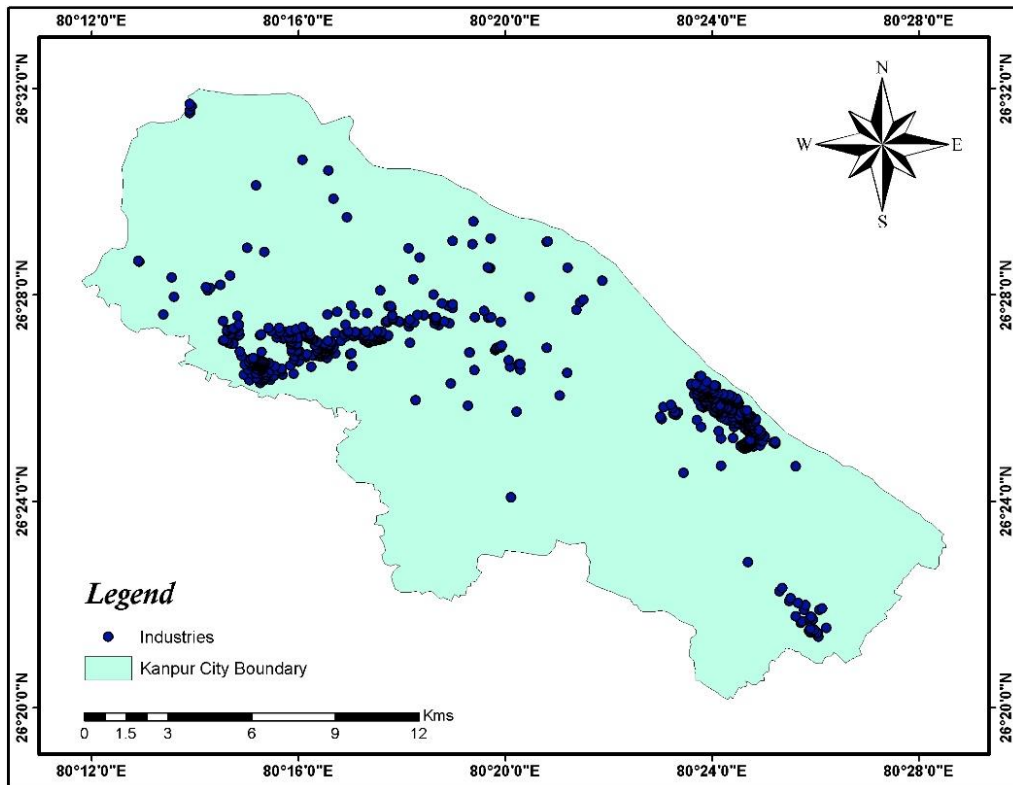 80°12'0"E 80°16'0"E 80°20'0"E 80°24'0"E 80°28'0"E
26°32'0"N 26°32'0"N
N
W E
S
26°28'0"N 26°28'0"N
26°24'0"N 26°24'0"N
Legend
Industries
Kanpur City Boundary
26°20'0"N 26°20'0"N
Kms
0 1.5 3 6 9 12
80°12'0"E 80°16'0"E 80°20'0"E 80°24'0"E 80°28'0"E